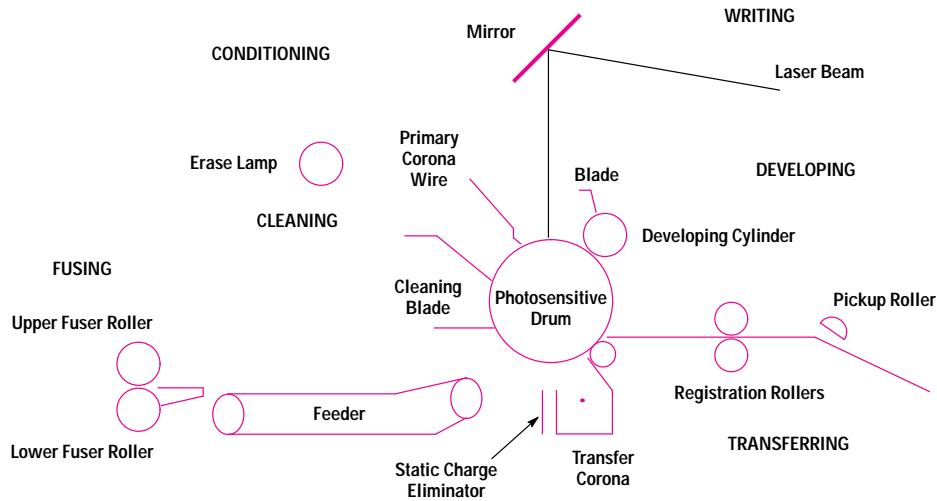 WRITING
Mirror
CONDITIONING
Laser Beam
Primary
Corona
Wire
Erase Lamp
DEVELOPING
Blade
CLEANING
Developing Cylinder
FUSING
Cleaning
Blade
Photosensitive
Drum
Pickup Roller
Upper Fuser Roller
Registration Rollers
Feeder
Lower Fuser Roller
TRANSFERRING
Static Charge
Eliminator
Transfer
Corona